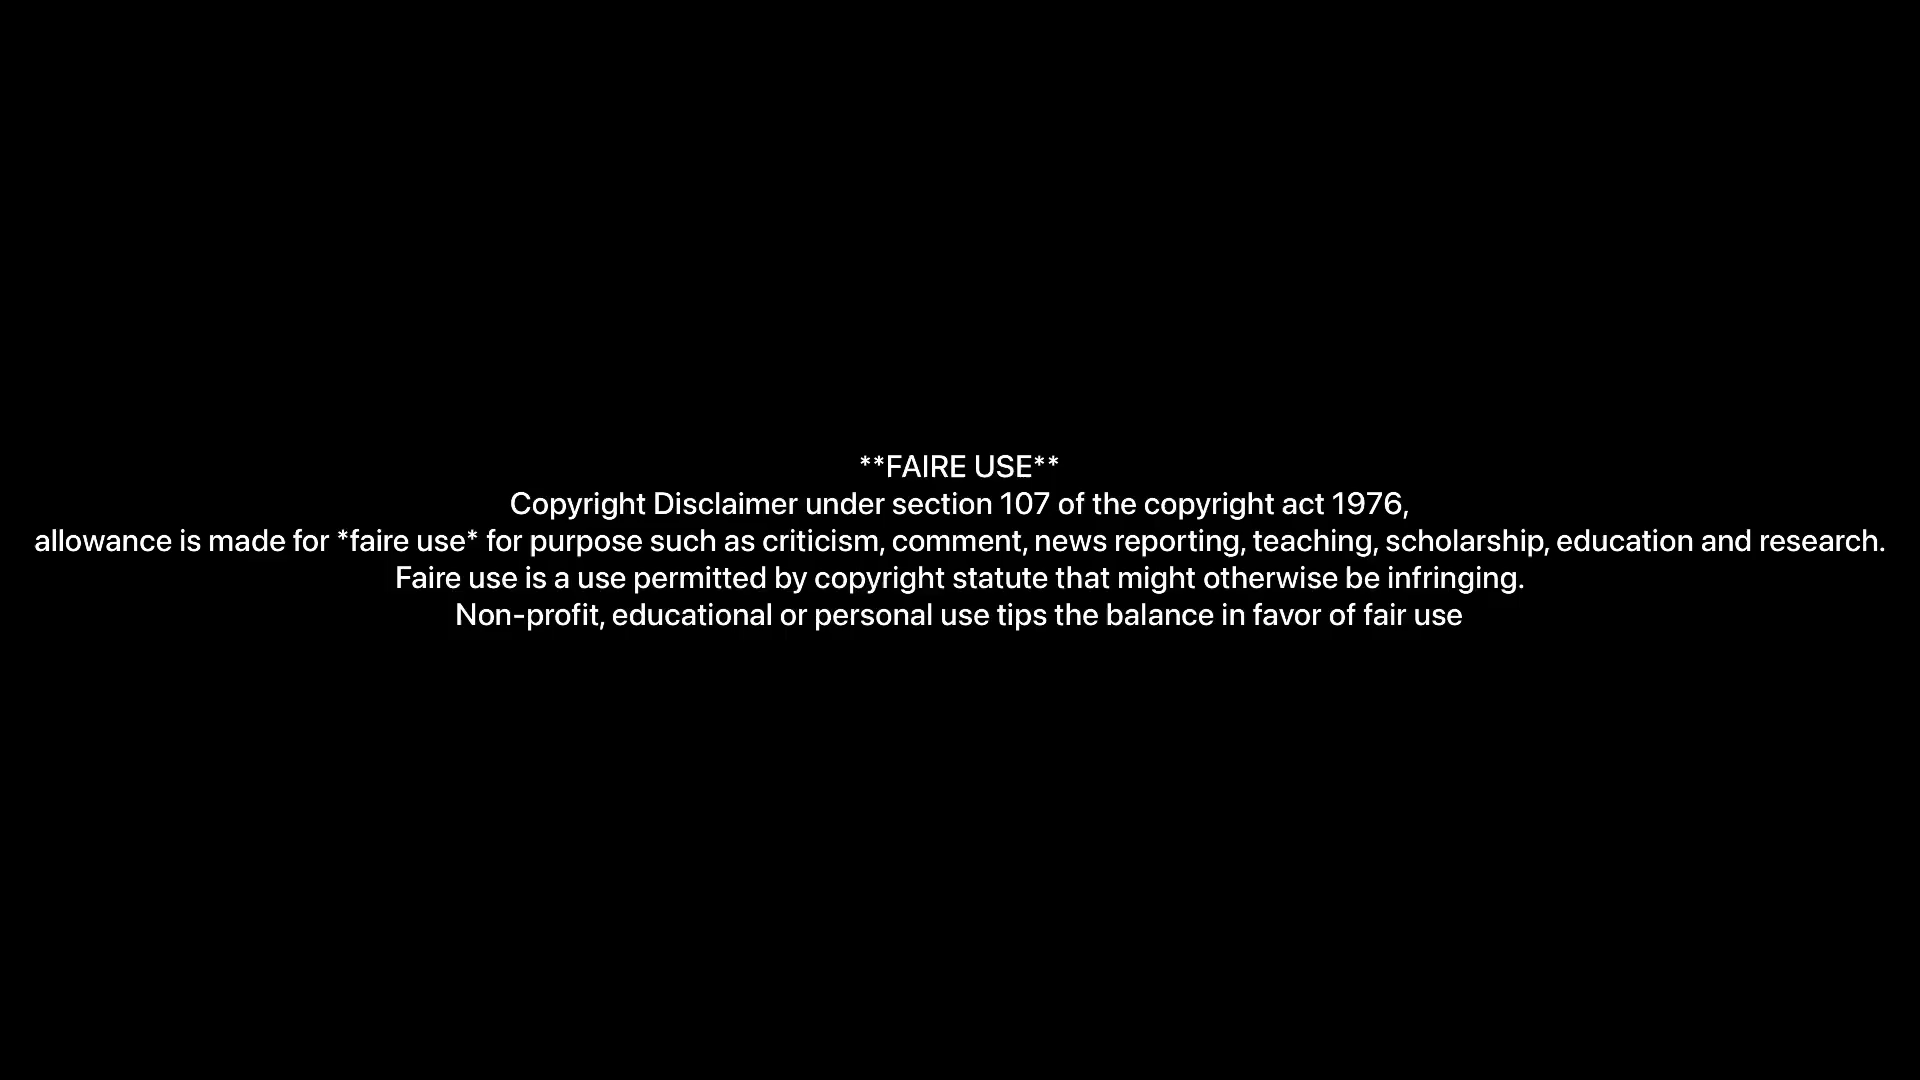 **FAIRE USE**
Copyright Disclaimer under section 107 of the copyright act 1976,
allowance is made for *faire use* for purpose such as criticism, comment, news reporting, teaching, scholarship, education and research.
Faire use is a use permitted by copyright statute that might otherwise be infringing.
Non-profit, educational or personal use tips the balance in favor of fair use